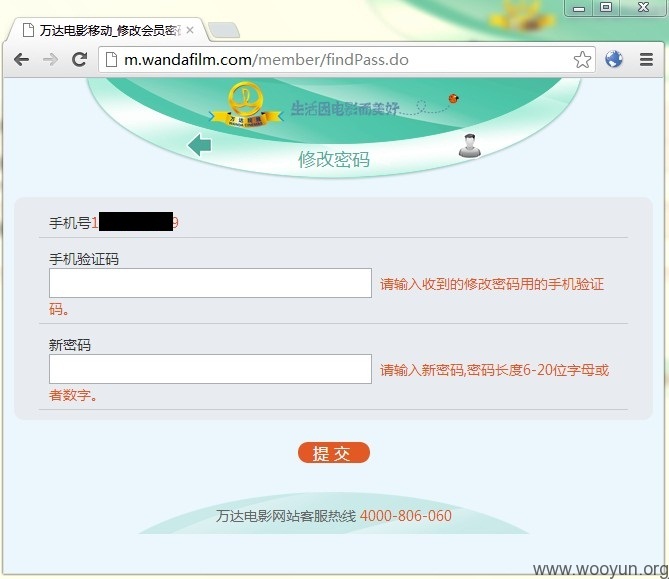 万达电影移动_修改会员密码
m.wandafilm.com/member/findPass.do
生活因电影而美好
修改密码
手机号1 9
手机验证码
请输入收到的修改密码用的手机验证
码。
新密码
请输入新密码,密码长度6-20位字母或
者数字。
提 交
万达电影网站客服热线 4000-806-060
www.wooyun.org